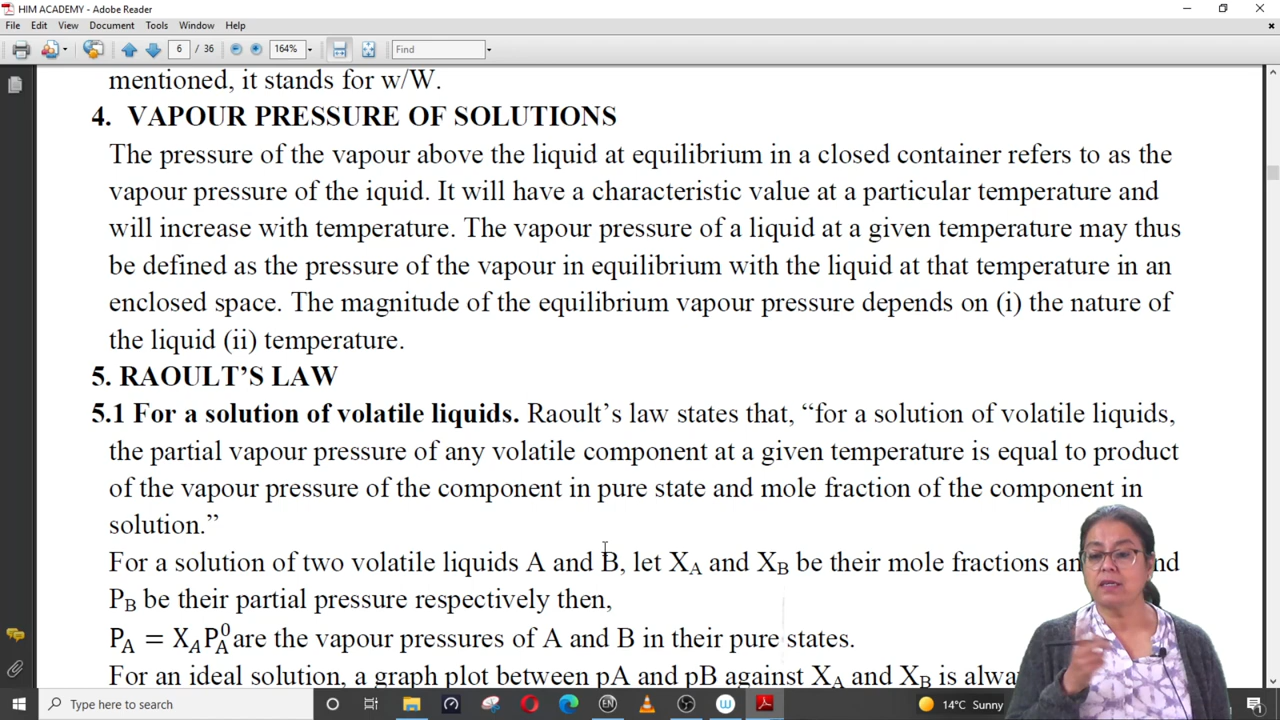 HIM ACADEMY - Adobe Reader
File Edit View Document Tools Window Help
6 / 36 164% Find
mentioned, it stands for w/W.
4. VAPOUR PRESSURE OF SOLUTIONS
The pressure of the vapour above the liquid at equilibrium in a closed container refers to as the
vapour pressure of the iquid. It will have a characteristic value at a particular temperature and
will increase with temperature. The vapour pressure of a liquid at a given temperature may thus
be defined as the pressure of the vapour in equilibrium with the liquid at that temperature in an
enclosed space. The magnitude of the equilibrium vapour pressure depends on (i) the nature of
the liquid (ii) temperature.
5. RAOULT’S LAW
5.1 For a solution of volatile liquids. Raoult’s law states that, “for a solution of volatile liquids,
the partial vapour pressure of any volatile component at a given temperature is equal to product
of the vapour pressure of the component in pure state and mole fraction of the component in
solution.”
For a solution of two volatile liquids A and B, let X_A and X_B be their mole fractions
P_B be their partial pressure respectively then,
P_A = X_A P_A^0 are the vapour pressures of A and B in their pure states.
For an ideal solution, a graph plot between pA and pB against X_A and X_B is
Type here to search
EN
14°C Sunny